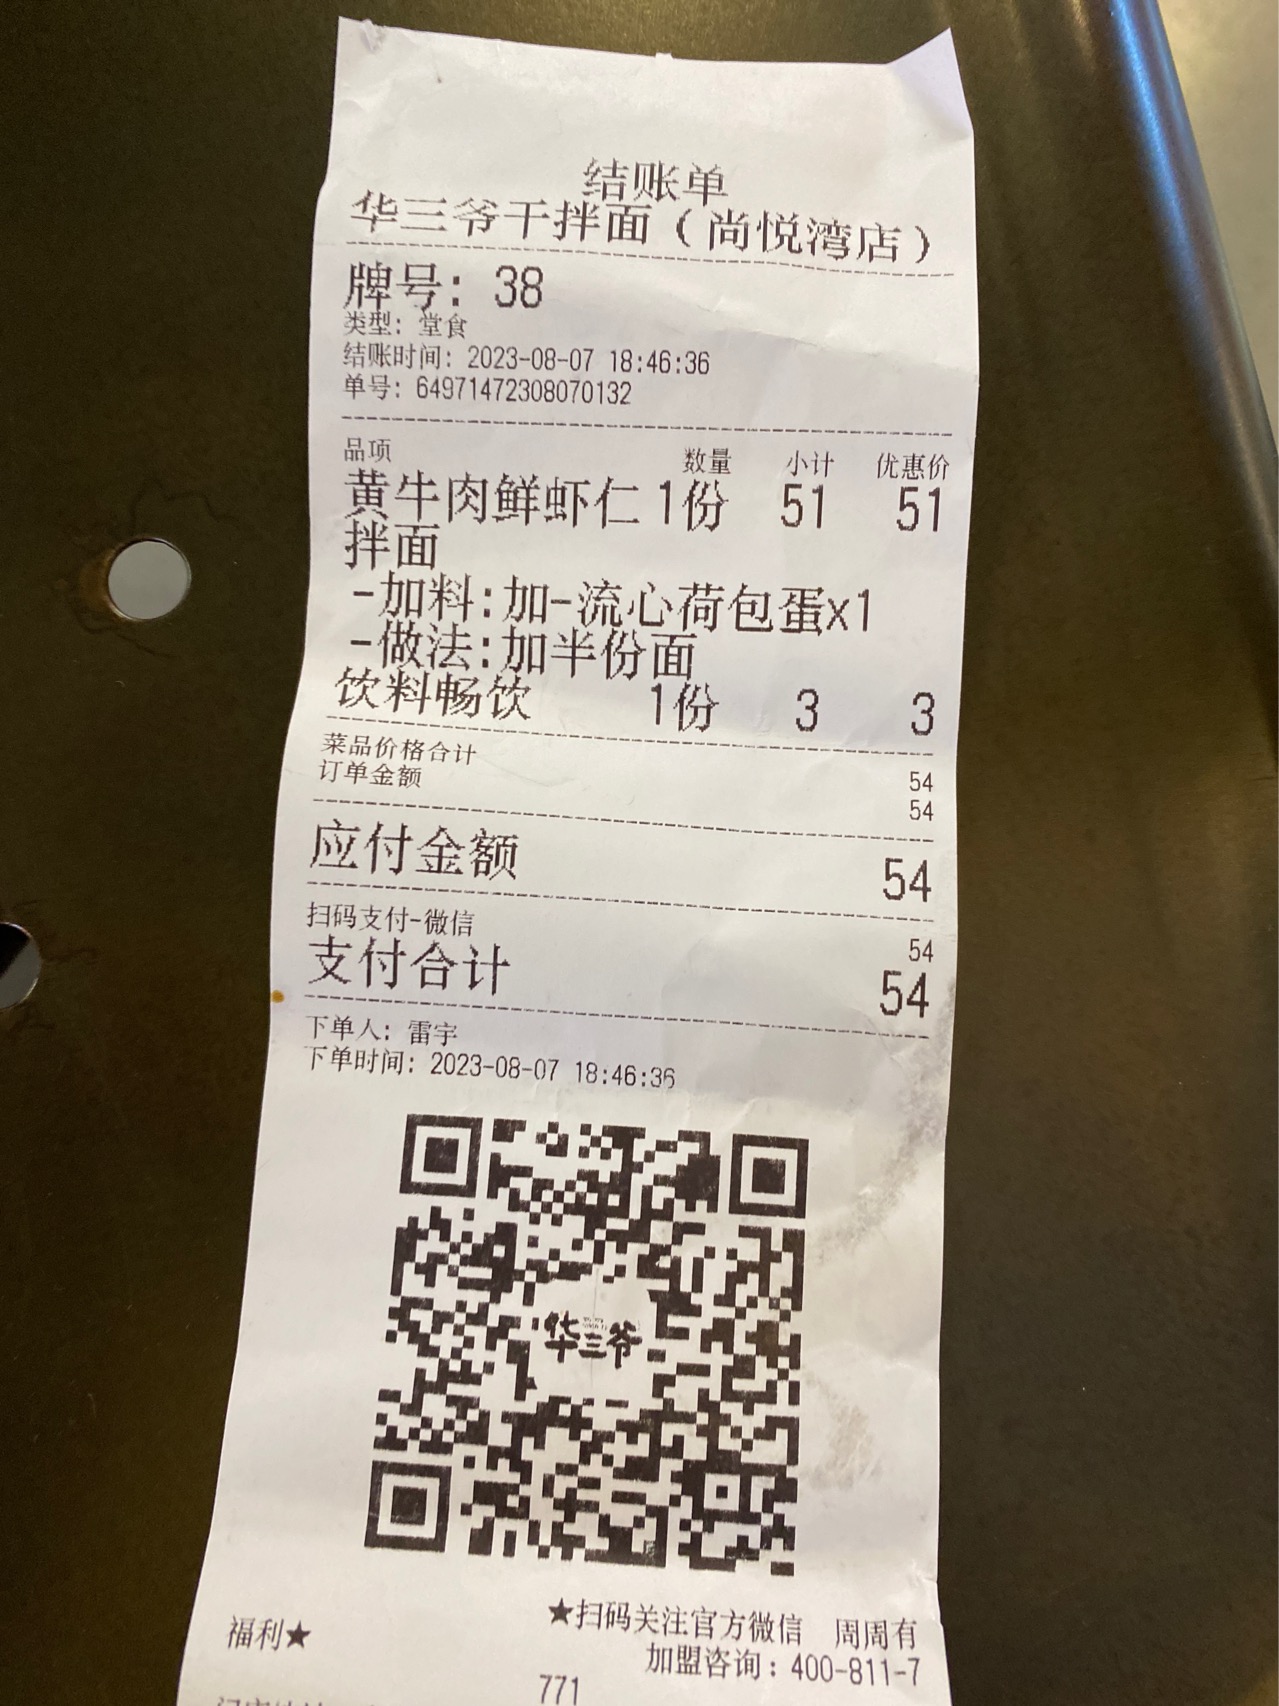 结账单
华三爷干拌面（尚悦湾店）
牌号：38
类型：堂食
结账时间：2023-08-07 18:46:36
单号：64971472308070132
品项 数量 小计 优惠价
黄牛肉鲜虾仁 1份 51 51
拌面
-加料:加-流心荷包蛋x1
-做法:加半份面
饮料畅饮 1份 3 3
菜品价格合计 54
订单金额 54
应付金额 54
扫码支付-微信 54
支付合计 54
下单人：雷宇
下单时间：2023-08-07 18:46:36
华三爷
★扫码关注官方微信 周周有
福利★
加盟咨询：400-811-7
771